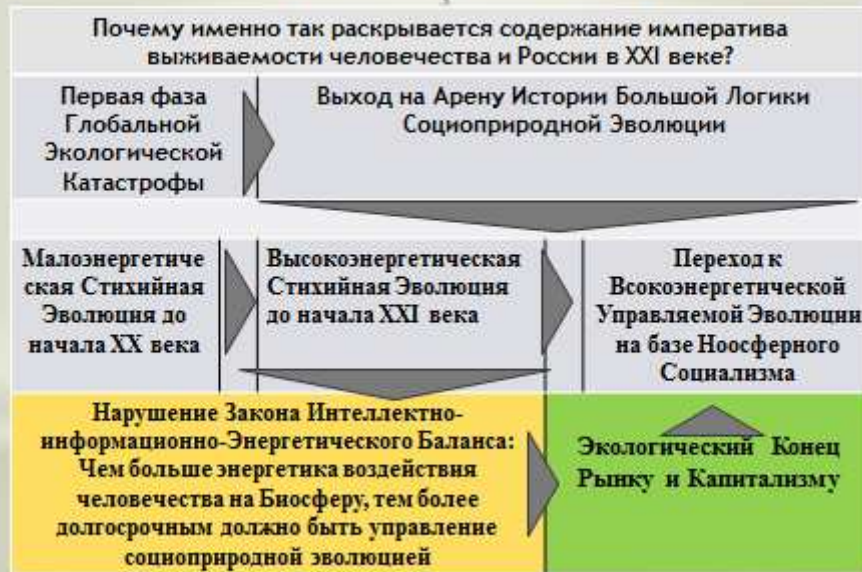 Почему именно так раскрывается содержание императива
выживаемости человечества и России в XXI веке?
Первая фаза
Глобальной
Экологической
Катастрофы
Выход на Арену Истории Большой Логики
Социоприродной Эволюции
Малоэнергетиче
ская Стихийная
Эволюция до
начала XX века
Высокоэнергетическая
Стихийная Эволюция
до начала XXI века
Переход к
Всокоэнергетической
Управляемой Эволюции
на базе Ноосферного
Социализма
Нарушение Закона Интеллектно-
информационно-Энергетического Баланса:
Чем больше энергетика воздействия
человечества на Биосферу, тем более
долгосрочным должно быть управление
социоприродной эволюцией
Экологический Конец
Рынку и Капитализму